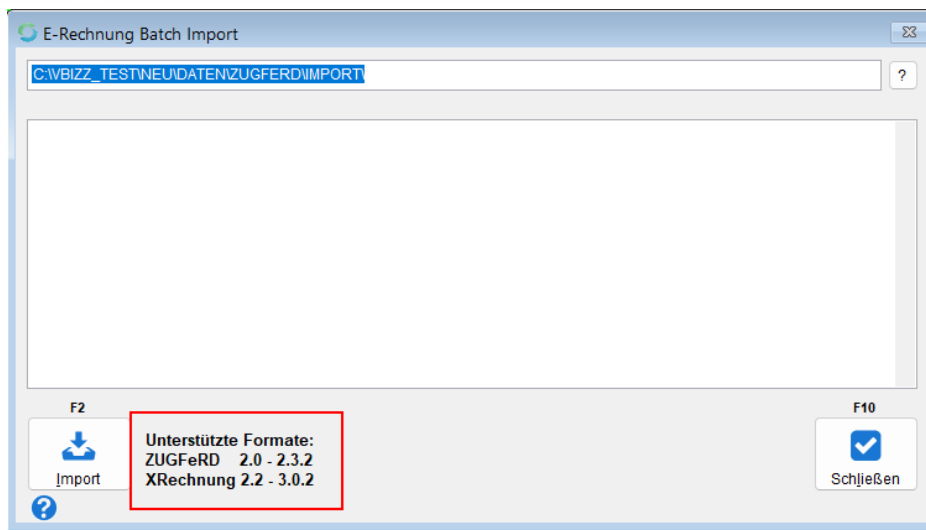 E-Rechnung Batch Import
C:\VBIZZ_TEST\NEU\DATEN\ZUGFERD\IMPORT\
?
F2
F10
Import
Unterstützte Formate:
ZUGFeRD 2.0 - 2.3.2
XRechnung 2.2 - 3.0.2
Schließen
?